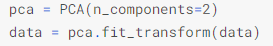 pca = PCA(n_components=2)
data = pca.fit_transform(data)